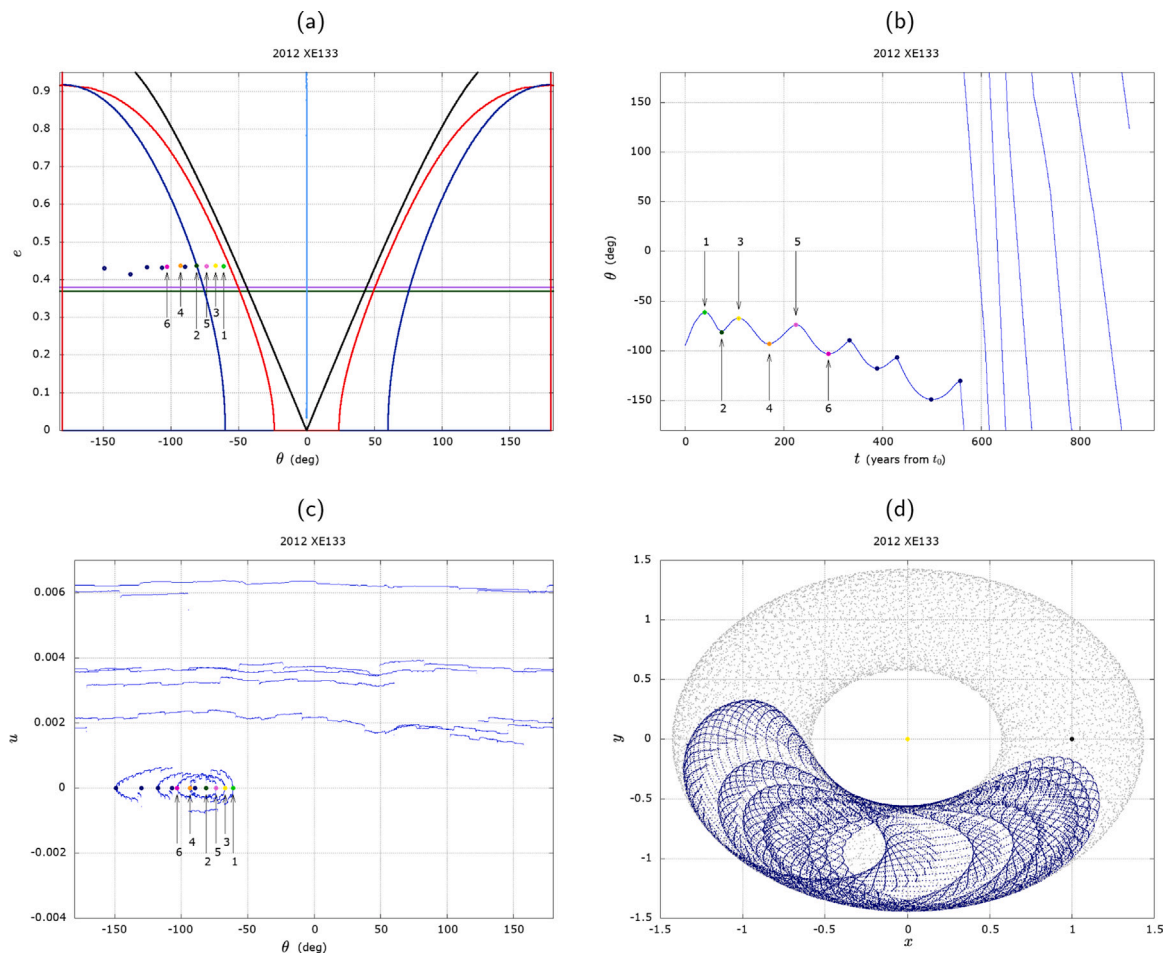 (a)
2012 XE133
e
0.9
0.8
0.7
0.6
0.5
0.4
0.3
0.2
0.1
0
6 4 2 5 3 1
-150 -100 -50 0 50 100 150
θ (deg)
(b)
2012 XE133
θ (deg)
150
100
50
0
-50
-100
-150
1 3 5
2 4 6
0 200 400 600 800
t (years from t₀)
(c)
2012 XE133
u
0.006
0.004
0.002
0
-0.002
-0.004
6 4 2 5 3 1
-150 -100 -50 0 50 100 150
θ (deg)
(d)
2012 XE133
y
1.5
1
0.5
0
-0.5
-1
-1.5
-1.5 -1 -0.5 0 0.5 1 1.5
x